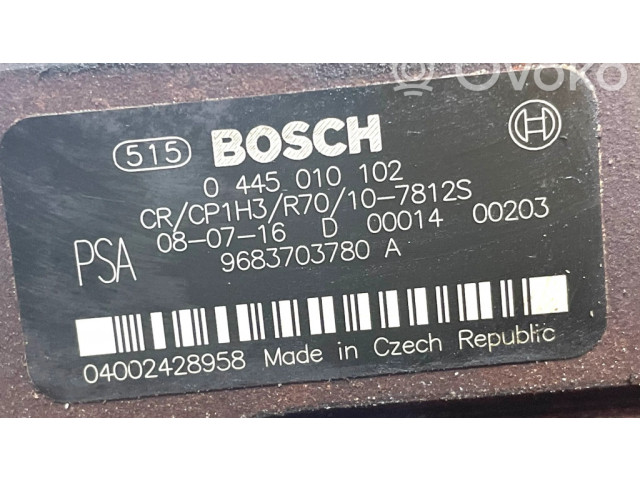 Ovoko
515 BOSCH
0 445 010 102
CR/CP1H3/R70/10-7812S
08-07-16 D 00014 00203
PSA 9683703780 A
04002428958 Made in Czech Republic